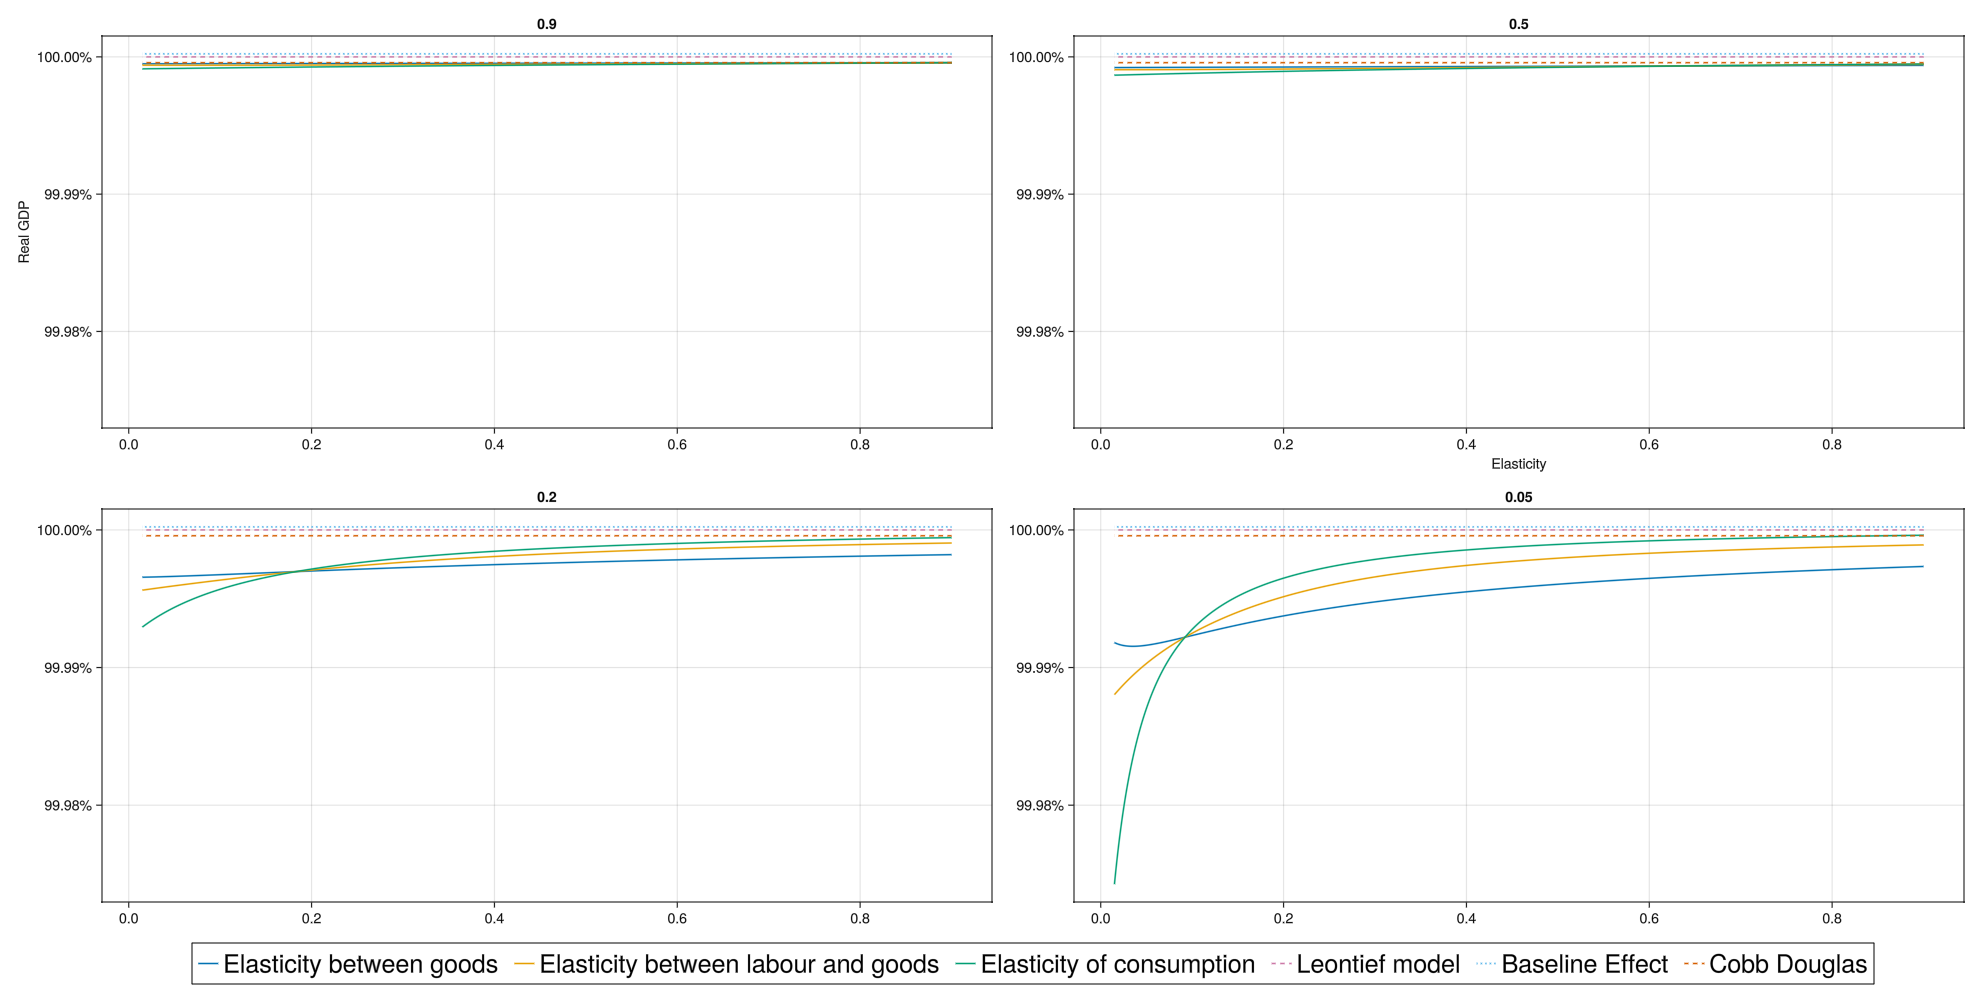 0.9
100.00%
99.99%
99.98%
Real GDP
0.0 0.2 0.4 0.6 0.8
0.5
100.00%
99.99%
99.98%
0.0 0.2 0.4 0.6 0.8
Elasticity
0.2
100.00%
99.99%
99.98%
0.0 0.2 0.4 0.6 0.8
0.05
100.00%
99.99%
99.98%
0.0 0.2 0.4 0.6 0.8
Elasticity between goods Elasticity between labour and goods Elasticity of consumption Leontief model Baseline Effect Cobb Douglas